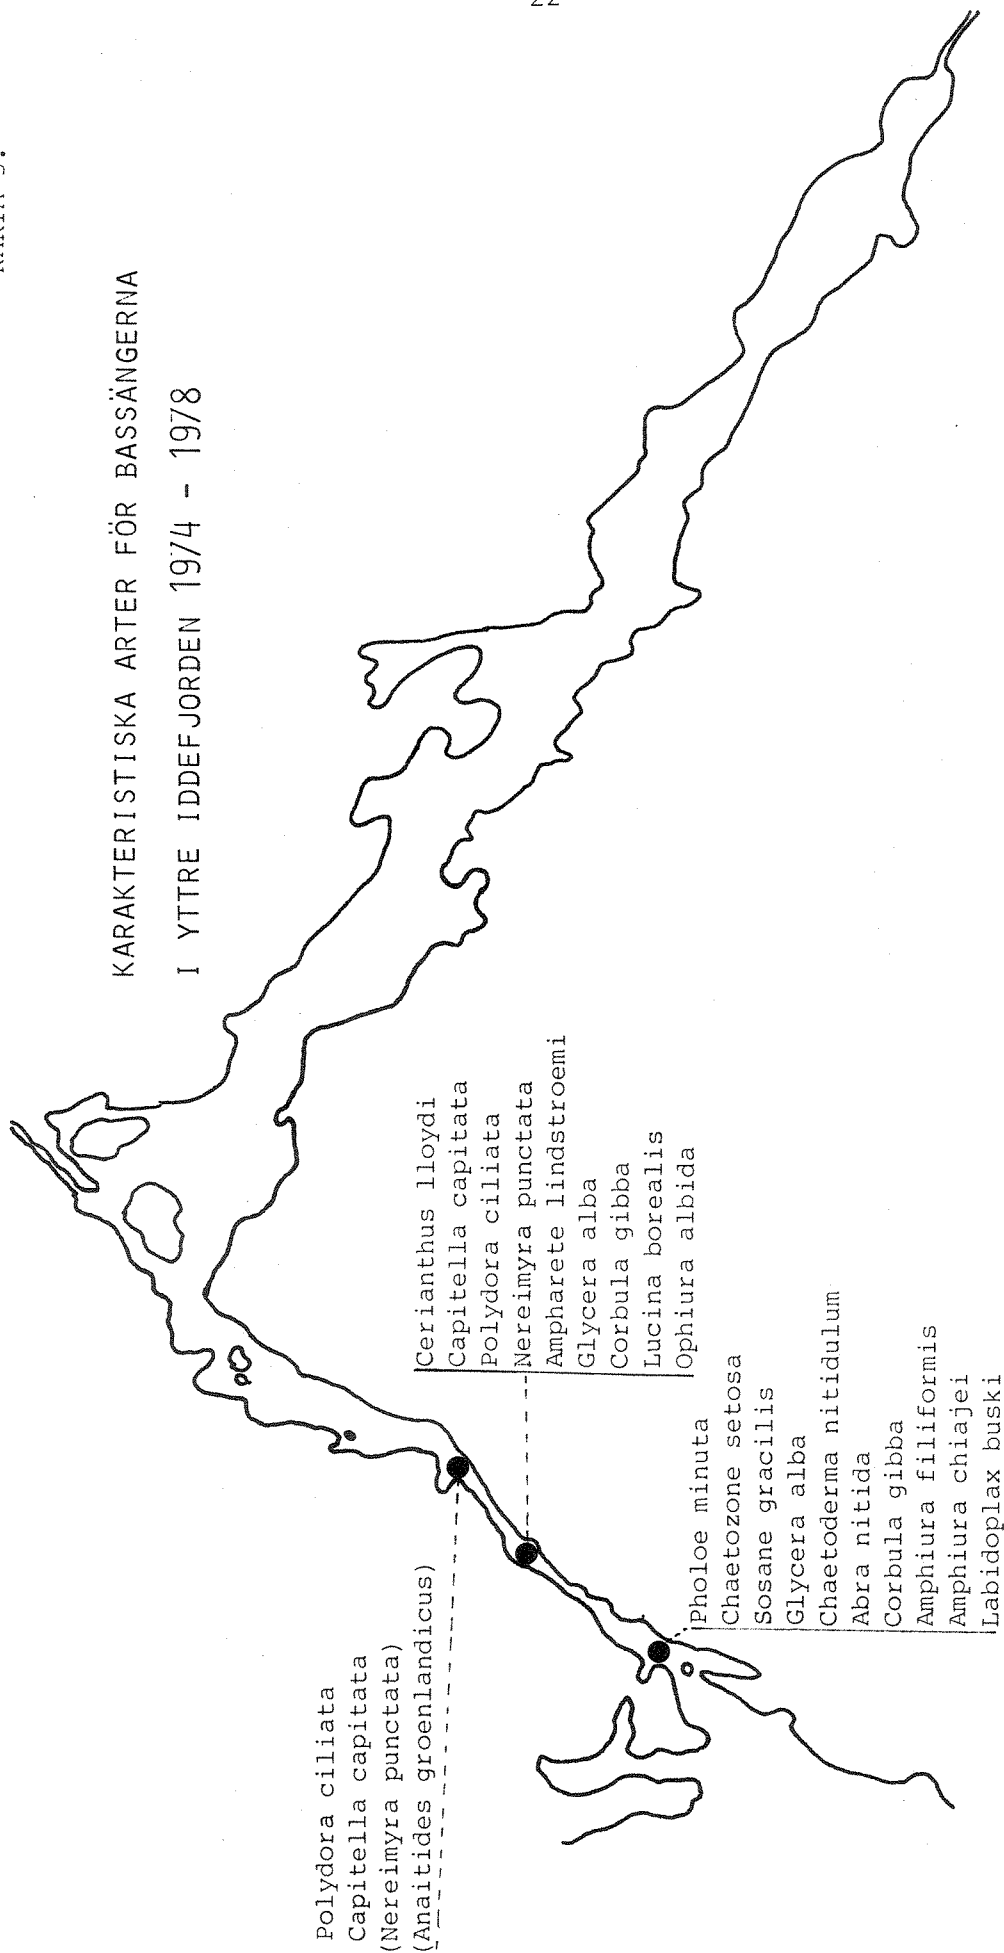 22
KARAKTERISTISKA ARTER FÖR BASSÄNGERNA
I YTTRE IDDEFJORDEN 1974 - 1978
Polydora ciliata
Capitella capitata
(Nereimyra punctata)
(Anaitides groenlandicus)
Cerianthus lloydi
Capitella capitata
Polydora ciliata
Nereimyra punctata
Ampharete lindstroemi
Glycera alba
Corbula gibba
Lucina borealis
Ophiura albida
Pholoe minuta
Chaetozone setosa
Sosane gracilis
Glycera alba
Chaetoderma nitidulum
Abra nitida
Corbula gibba
Amphiura filiformis
Amphiura chiajei
Labidoplax buski